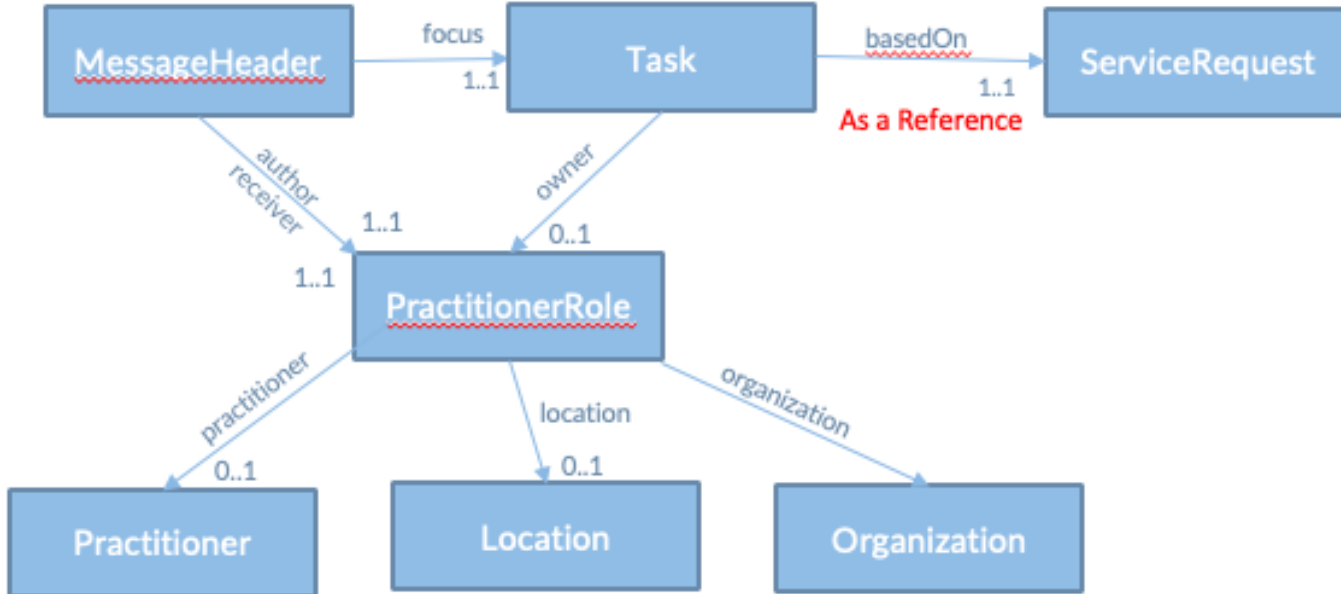 MessageHeader
focus
1..1
Task
basedOn
1..1
As a Reference
ServiceRequest
author
receiver
1..1
1..1
owner
0..1
PractitionerRole
practitioner
0..1
location
0..1
organization
Practitioner
Location
Organization